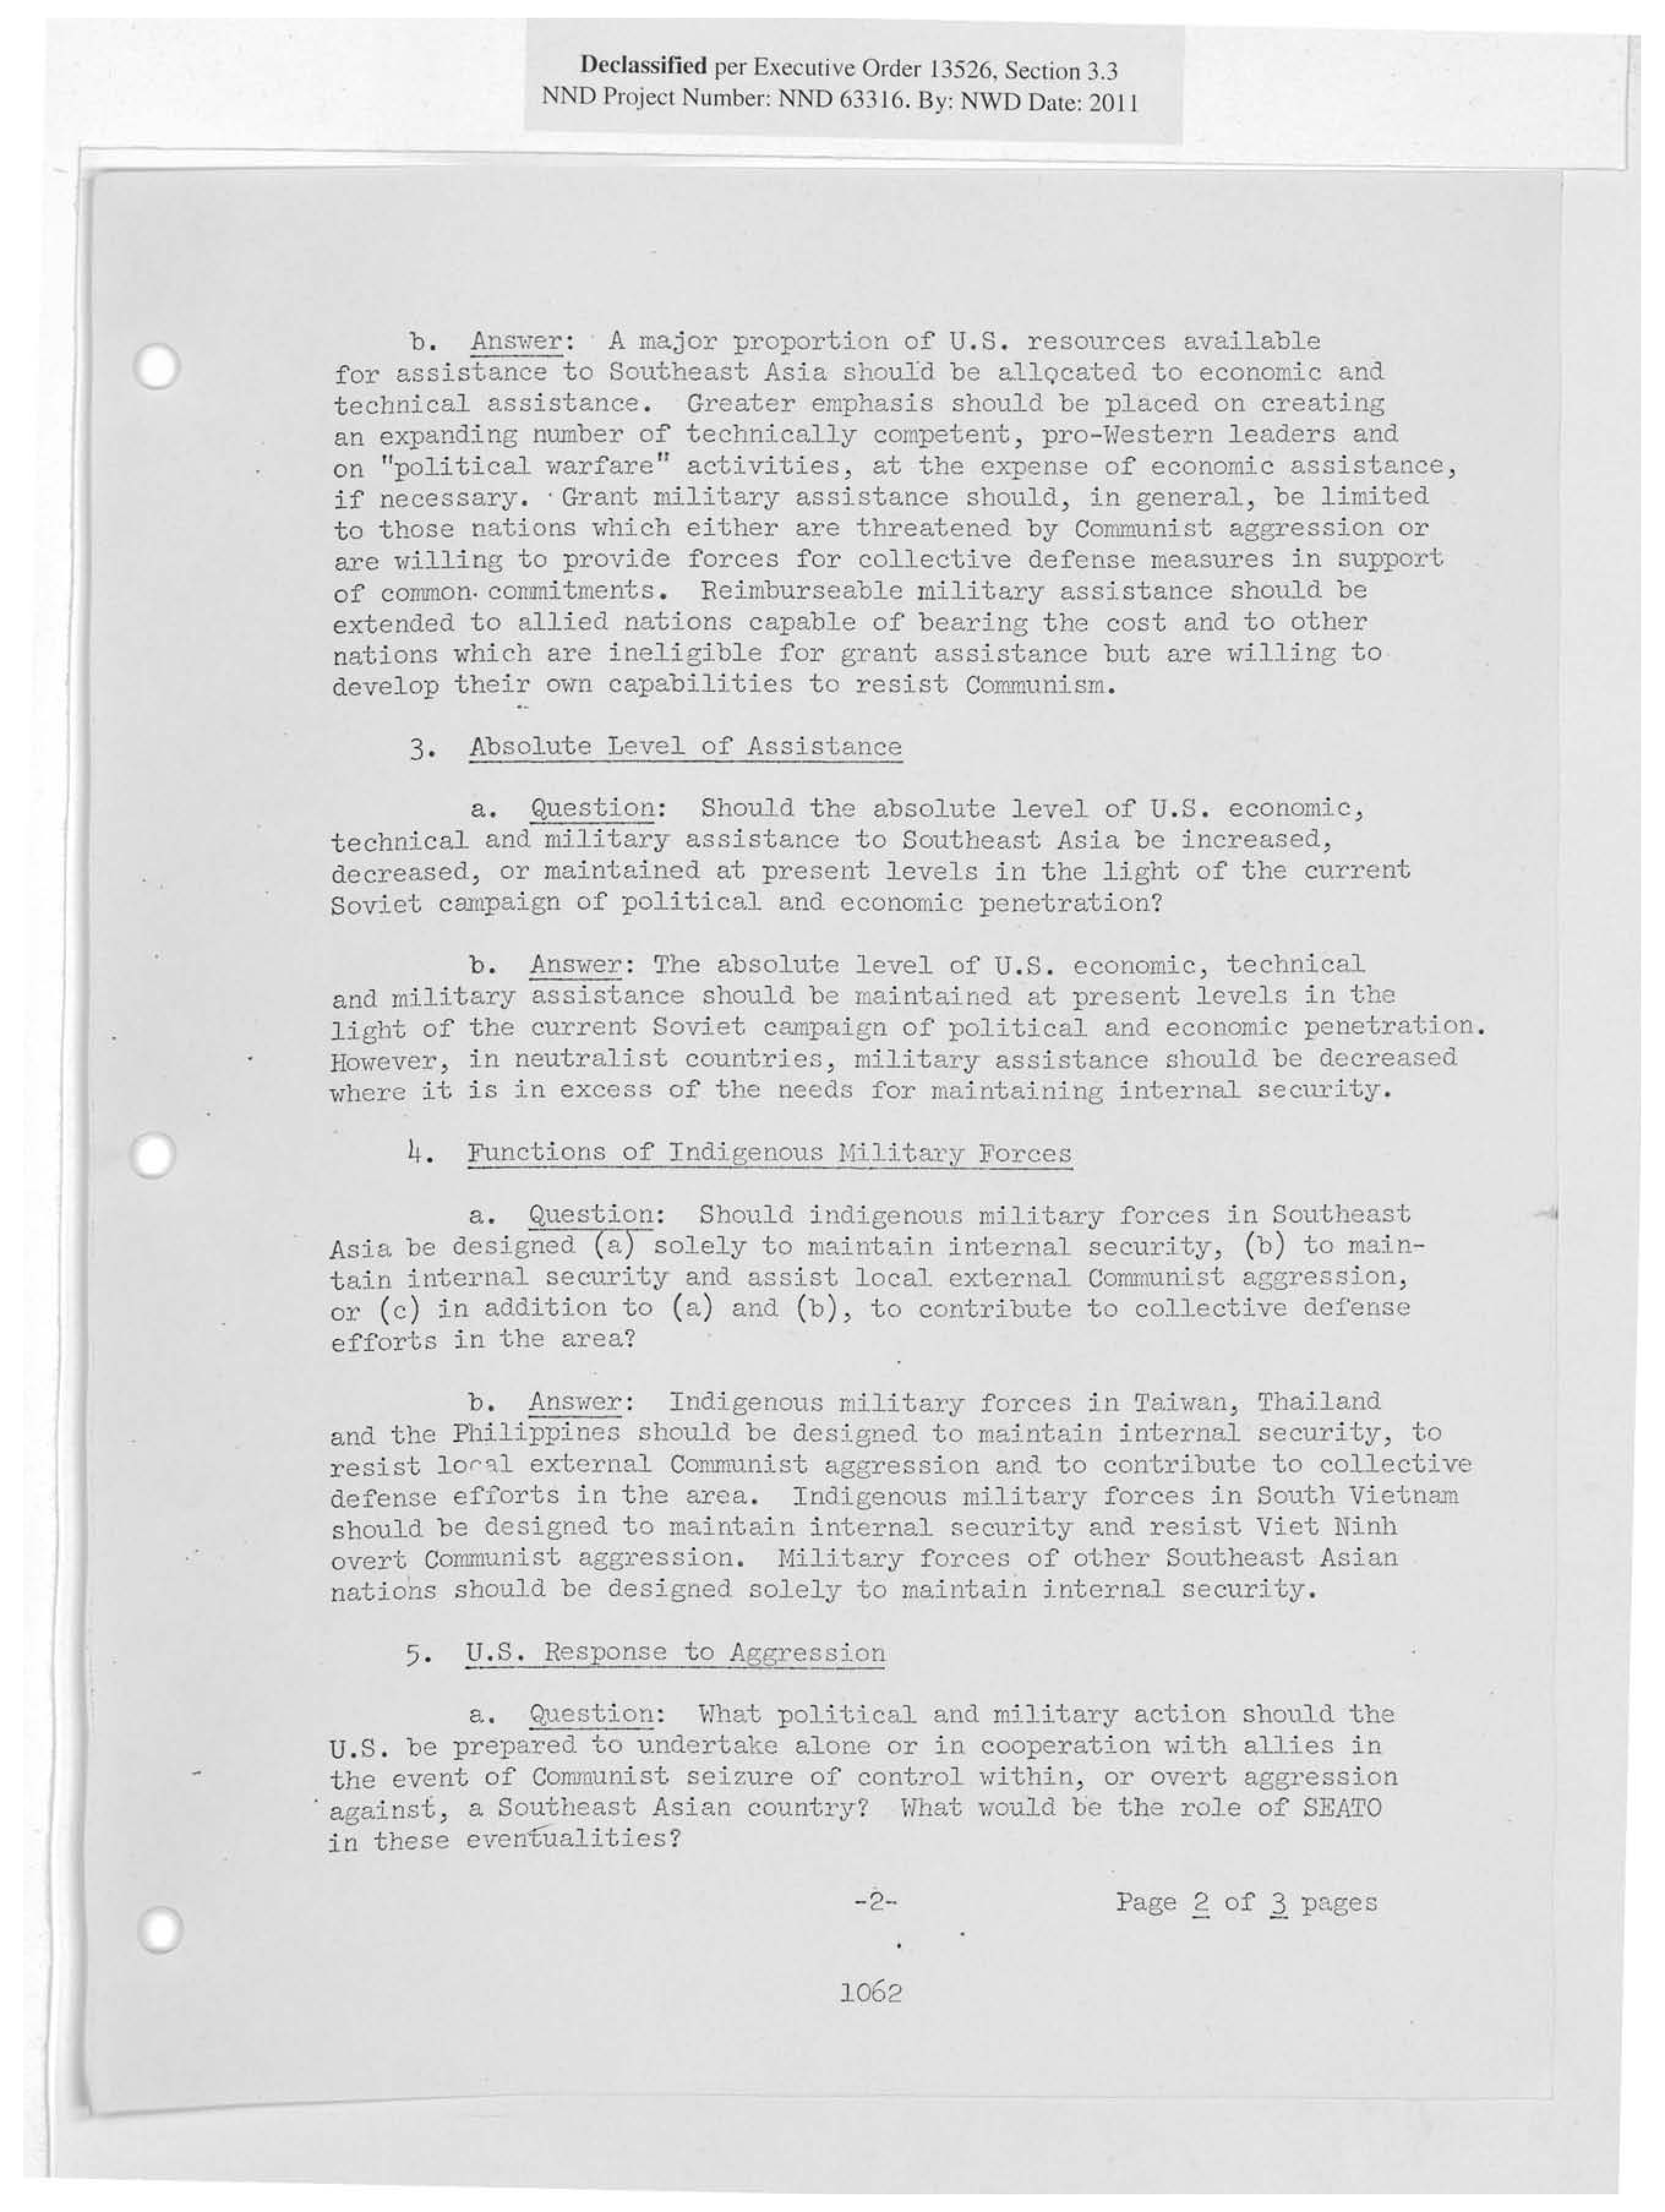 Declassified per Executive Order 13526, Section 3.3
NND Project Number: NND 63316. By: NWD Date: 2011
b. Answer: A major proportion of U.S. resources available
for assistance to Southeast Asia should be allocated to economic and
technical assistance. Greater emphasis should be placed on creating
an expanding number of technically competent, pro-Western leaders and
on "political warfare" activities, at the expense of economic assistance,
if necessary. Grant military assistance should, in general, be limited
to those nations which either are threatened by Communist aggression or
are willing to provide forces for collective defense measures in support
of common commitments. Reimburseable military assistance should be
extended to allied nations capable of bearing the cost and to other
nations which are ineligible for grant assistance but are willing to
develop their own capabilities to resist Communism.
3. Absolute Level of Assistance
a. Question: Should the absolute level of U.S. economic,
technical and military assistance to Southeast Asia be increased,
decreased, or maintained at present levels in the light of the current
Soviet campaign of political and economic penetration?
b. Answer: The absolute level of U.S. economic, technical
and military assistance should be maintained at present levels in the
light of the current Soviet campaign of political and economic penetration.
However, in neutralist countries, military assistance should be decreased
where it is in excess of the needs for maintaining internal security.
4. Functions of Indigenous Military Forces
a. Question: Should indigenous military forces in Southeast
Asia be designed (a) solely to maintain internal security, (b) to main-
tain internal security and assist local external Communist aggression,
or (c) in addition to (a) and (b), to contribute to collective defense
efforts in the area?
b. Answer: Indigenous military forces in Taiwan, Thailand
and the Philippines should be designed to maintain internal security, to
resist local external Communist aggression and to contribute to collective
defense efforts in the area. Indigenous military forces in South Vietnam
should be designed to maintain internal security and resist Viet Ninh
overt Communist aggression. Military forces of other Southeast Asian
nations should be designed solely to maintain internal security.
5. U.S. Response to Aggression
a. Question: What political and military action should the
U.S. be prepared to undertake alone or in cooperation with allies in
the event of Communist seizure of control within, or overt aggression
against, a Southeast Asian country? What would be the role of SEATO
in these eventualities?
-2-
Page 2 of 3 pages
1062